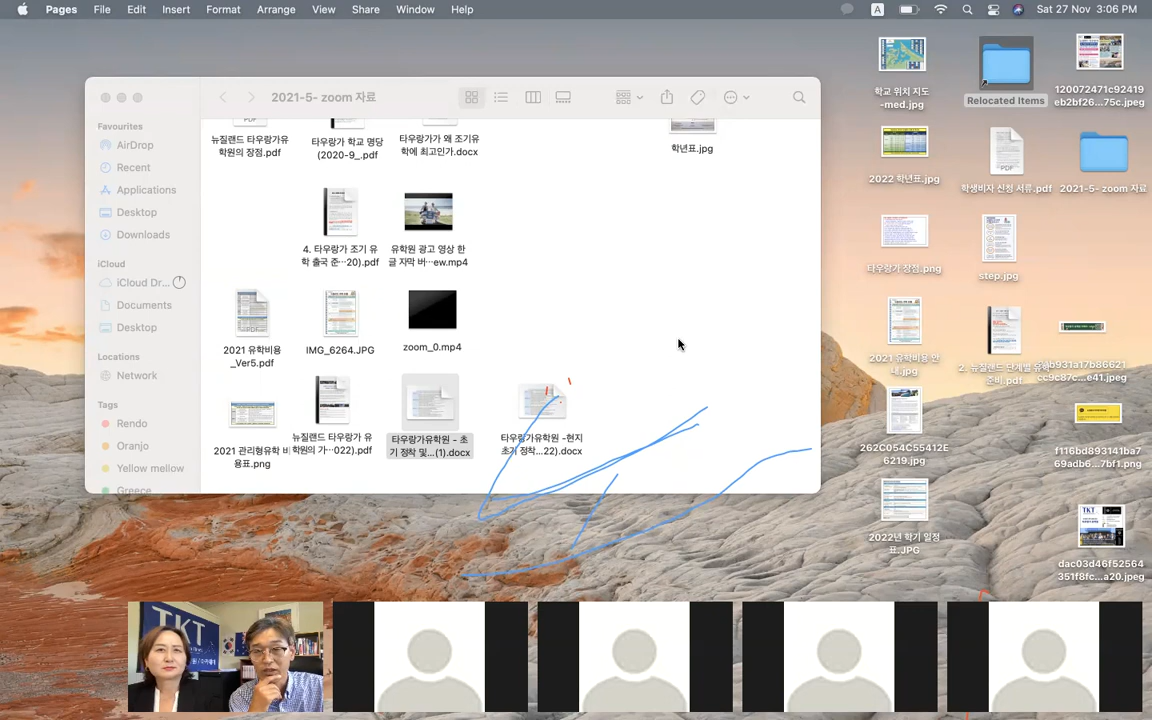 Pages File Edit Insert Format Arrange View Share Window Help
A
Sat 27 Nov 3:06 PM
2021-5- zoom 자료
Favourites
AirDrop
Recent
Applications
Desktop
Downloads
iCloud
iCloud Dr...
Documents
Desktop
Locations
Network
Tags
Rendo
Oranjo
Yellow mellow
Greece
뉴질랜드 타우랑가유
학원의 장점.pdf
타우랑가 학교 명당
(2020-9_.pdf
타우랑가가 왜 조기유
학에 최고인가.docx
학년표.jpg
4. 타우랑가 조기 유
학 출국 준…20).pdf
유학원 광고 영상 한
글 자막 버…ew.mp4
PDF
2021 유학비용
_Ver5.pdf
IMG_6264.JPG
zoom_0.mp4
2021 관리형유학 비
용표.png
뉴질랜드 타우랑가 유
학원의 가…022).pdf
타우랑가유학원 - 초
기 정착 및...(1).docx
타우랑가유학원 -현지
초기 정착...22).docx
학교 위치 지도
-med.jpg
Relocated Items
120072471c92419
eb2bf26...75c.jpeg
2022 학년표.jpg
PDF
학생비자 신청 서류.pdf
2021-5- zoom 자료
타우랑가 장점.png
step.jpg
2021 유학비용 안
내.jpg
2. 뉴질랜드 단계별 유학
준비.pdf
cc9c87c...e41.jpeg
262C054C55412E
6219.jpg
f116bd893141ba7
69adb6...7bf1.png
2022년 학기 일정
표.JPG
TKT
dac03d46f52564
351f8fc...a20.jpeg
TKT